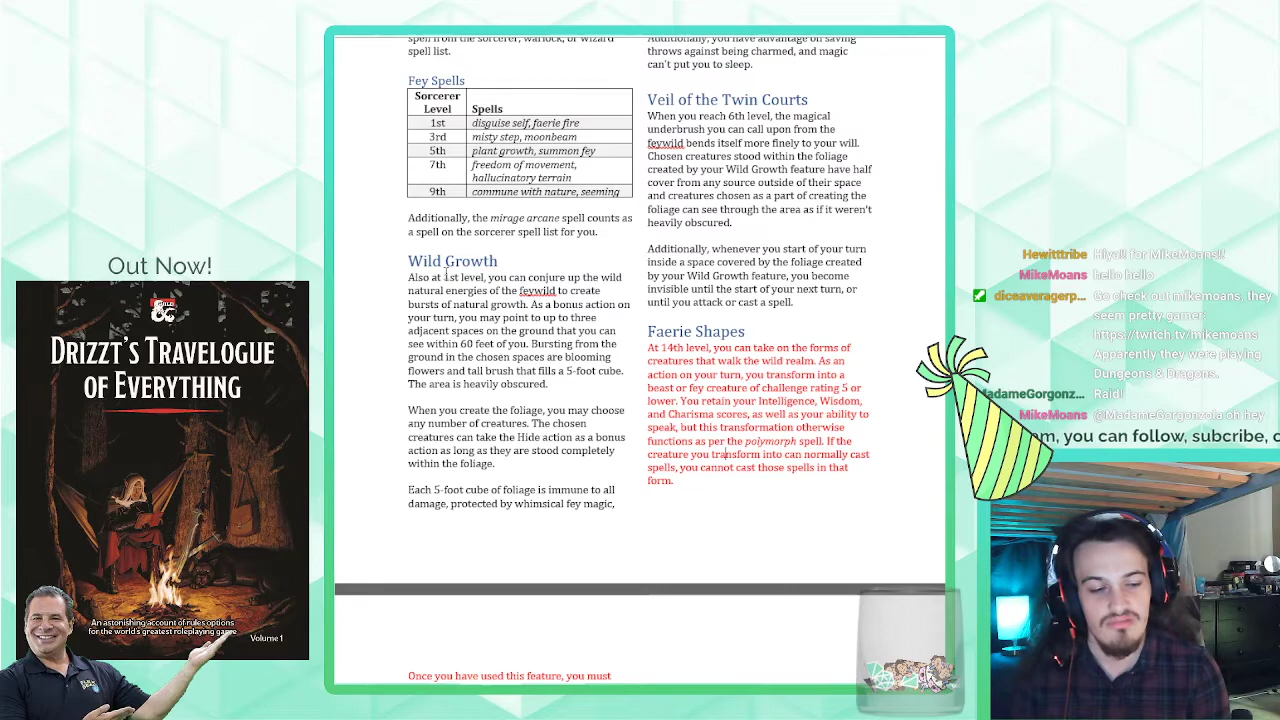 Out Now!
DRIZZT'S TRAVELOGUE
OF EVERYTHING
An astonishing account of rules options
for the world's greatest roleplaying game
Volume 1
spell from the sorcerer, warlock, or wizard
spell list.
Fey Spells
Sorcerer
Level Spells
1st disguise self, faerie fire
3rd misty step, moonbeam
5th plant growth, summon fey
7th freedom of movement,
hallucinatory terrain
9th commune with nature, seeming
Additionally, the mirage arcane spell counts as
a spell on the sorcerer spell list for you.
Wild Growth
Also at 1st level, you can conjure up the wild
natural energies of the feywild to create
bursts of natural growth. As a bonus action on
your turn, you may point to up to three
adjacent spaces on the ground that you can
see within 60 feet of you. Bursting from the
ground in the chosen spaces are blooming
flowers and tall brush that fills a 5-foot cube.
The area is heavily obscured.
When you create the foliage, you may choose
any number of creatures. The chosen
creatures can take the Hide action as a bonus
action as long as they are stood completely
within the foliage.
Each 5-foot cube of foliage is immune to all
damage, protected by whimsical fey magic,
Additionally, you have advantage on saving
throws against being charmed, and magic
can't put you to sleep.
Veil of the Twin Courts
When you reach 6th level, the magical
underbrush you can call upon from the
feywild bends itself more finely to your will.
Chosen creatures stood within the foliage
created by your Wild Growth feature have half
cover from any source outside of their space
and creatures chosen as a part of creating the
foliage can see through the area as if it weren't
heavily obscured.
Additionally, whenever you start of your turn
inside a space covered by the foliage created
by your Wild Growth feature, you become
invisible until the start of your next turn, or
until you attack or cast a spell.
Faerie Shapes
At 14th level, you can take on the forms of
creatures that walk the wild realm. As an
action on your turn, you transform into a
beast or fey creature of challenge rating 5 or
lower. You retain your Intelligence, Wisdom,
and Charisma scores, as well as your ability to
speak, but this transformation otherwise
functions as per the polymorph spell. If the
creature you transform into can normally cast
spells, you cannot cast those spells in that
form.
Once you have used this feature, you must
Hewitttribe Hiya!! for MikeMoans!!
MikeMoans hello hello
diceaveragerp... Go check out mikemoans, they
seem pretty gamer:
https://twitch.tv/mikemoans
Apparently they were playing
Dungeons & Dragons.
MadameGorgonz... Raid!
MikeMoans @MadameGorgonzola oh hey
you can follow, subcribe,